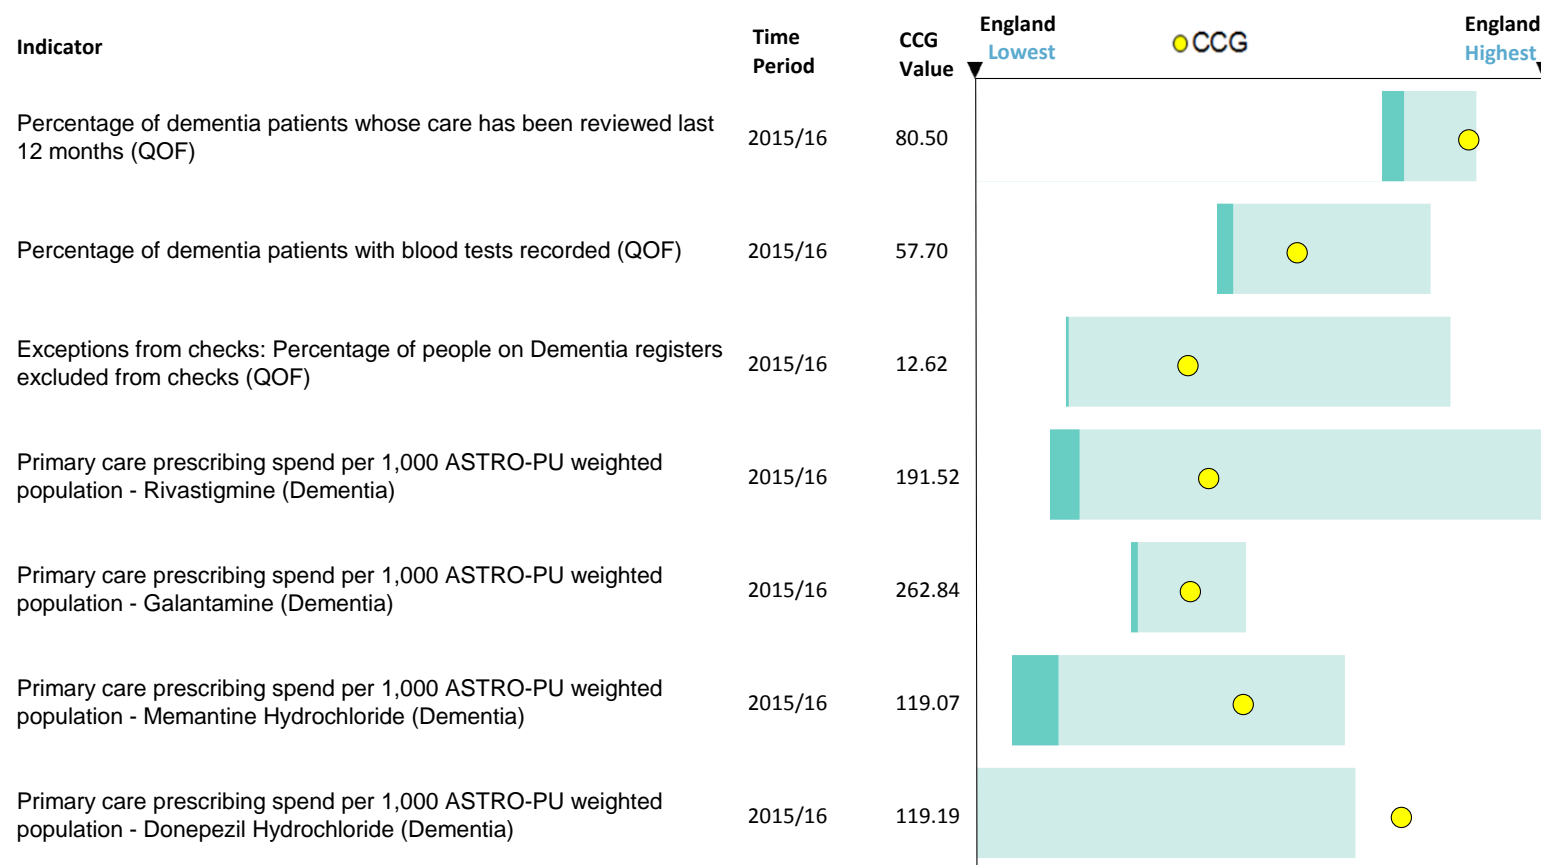 Indicator
Time
Period
CCG
Value
England
Lowest
CCG
England
Highest
Percentage of dementia patients whose care has been reviewed last
12 months (QOF)
2015/16
80.50
Percentage of dementia patients with blood tests recorded (QOF)
2015/16
57.70
Exceptions from checks: Percentage of people on Dementia registers
excluded from checks (QOF)
2015/16
12.62
Primary care prescribing spend per 1,000 ASTRO-PU weighted
population - Rivastigmine (Dementia)
2015/16
191.52
Primary care prescribing spend per 1,000 ASTRO-PU weighted
population - Galantamine (Dementia)
2015/16
262.84
Primary care prescribing spend per 1,000 ASTRO-PU weighted
population - Memantine Hydrochloride (Dementia)
2015/16
119.07
Primary care prescribing spend per 1,000 ASTRO-PU weighted
population - Donepezil Hydrochloride (Dementia)
2015/16
119.19